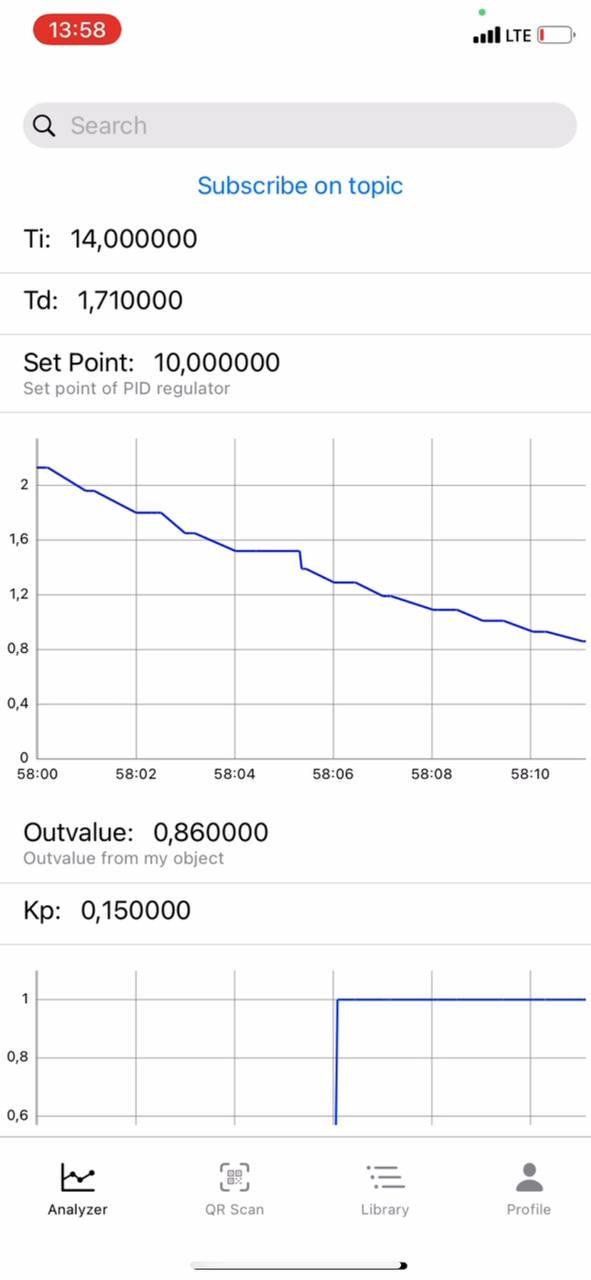 13:58
LTE
Search
Subscribe on topic
Ti: 14,000000
Td: 1,710000
Set Point: 10,000000
Set point of PID regulator
2
1,6
1,2
0,8
0,4
0
58:00 58:02 58:04 58:06 58:08 58:10
Outvalue: 0,860000
Outvalue from my object
Kp: 0,150000
1
0,8
0,6
Analyzer QR Scan Library Profile